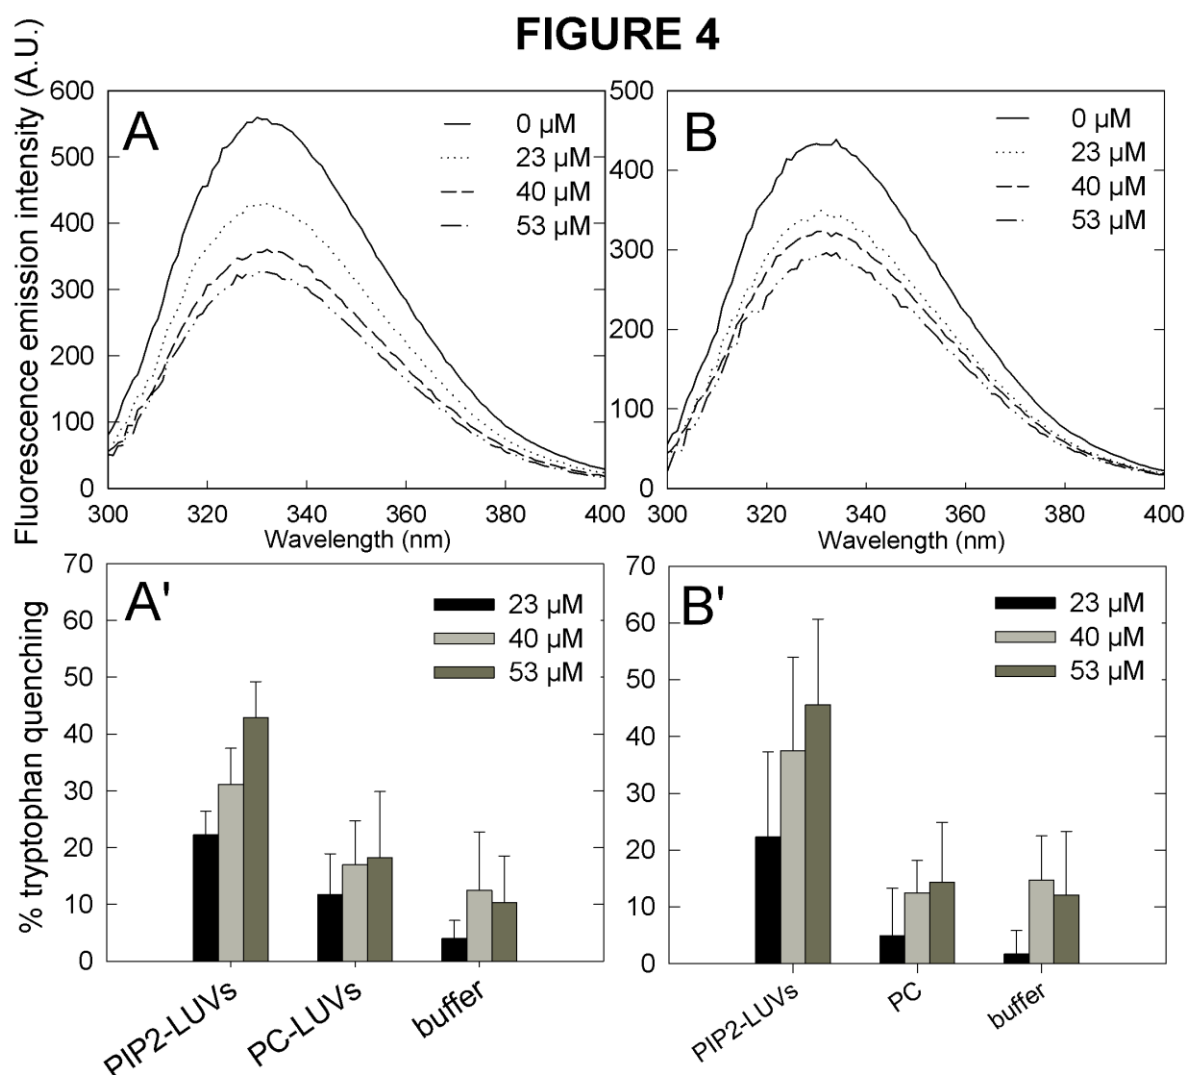 FIGURE 4
Fluorescence emission intensity (A.U.)
A
600
500
400
300
200
100
0
300 320 340 360 380 400
Wavelength (nm)
0 µM
23 µM
40 µM
53 µM
B
500
400
300
200
100
0
300 320 340 360 380 400
Wavelength (nm)
0 µM
23 µM
40 µM
53 µM
% tryptophan quenching
A'
70
60
50
40
30
20
10
0
23 µM
40 µM
53 µM
PIP2-LUVs
PC-LUVs
buffer
B'
70
60
50
40
30
20
10
0
23 µM
40 µM
53 µM
PIP2-LUVs
PC
buffer